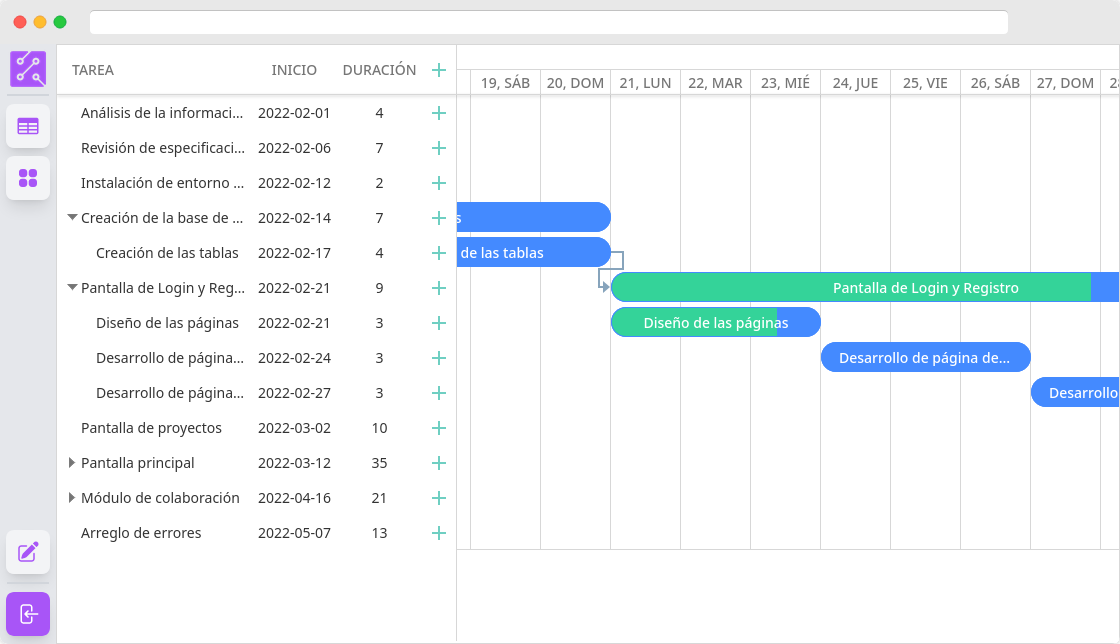 TAREA INICIO DURACIÓN
19, SÁB 20, DOM 21, LUN 22, MAR 23, MIÉ 24, JUE 25, VIE 26, SÁB 27, DOM
Análisis de la informaci... 2022-02-01 4
Revisión de especificaci... 2022-02-06 7
Instalación de entorno ... 2022-02-12 2
Creación de la base de ... 2022-02-14 7
Creación de las tablas 2022-02-17 4 de las tablas
Pantalla de Login y Reg... 2022-02-21 9 Pantalla de Login y Registro
Diseño de las páginas 2022-02-21 3 Diseño de las páginas
Desarrollo de página... 2022-02-24 3 Desarrollo de página de...
Desarrollo de página... 2022-02-27 3 Desarrollo
Pantalla de proyectos 2022-03-02 10
Pantalla principal 2022-03-12 35
Módulo de colaboración 2022-04-16 21
Arreglo de errores 2022-05-07 13